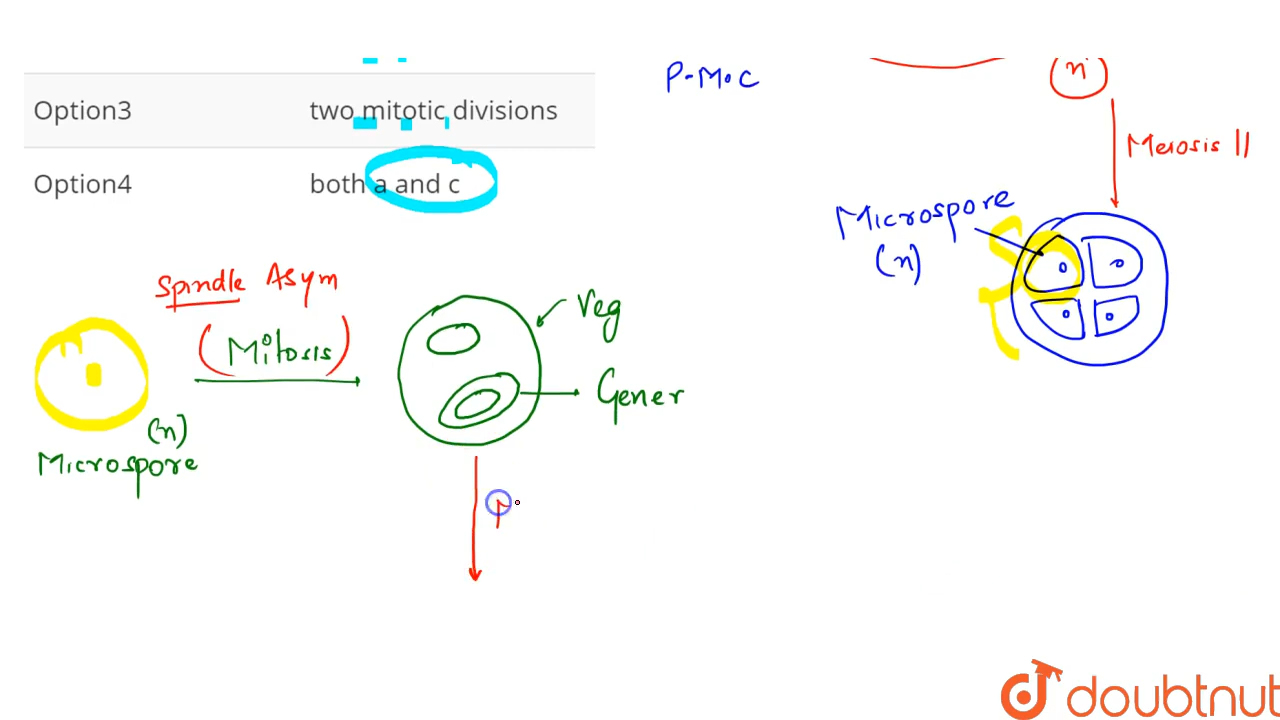 Option3 two mitotic divisions
Option4 both a and c
P-M.C
n
Meiosis II
Microspore
(n)
Spindle Asym
(Mitosis)
Veg
Gener
(n)
Microspore
M
doubtnut